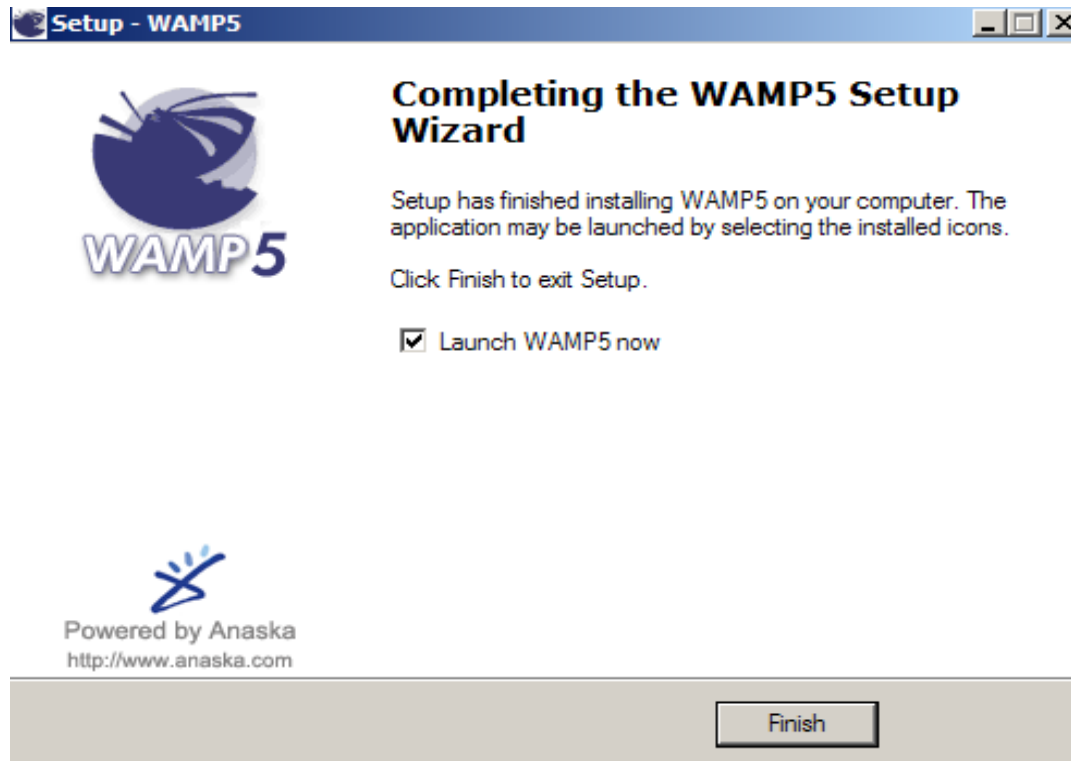 Setup - WAMP5
Completing the WAMP5 Setup
Wizard
Setup has finished installing WAMP5 on your computer. The
application may be launched by selecting the installed icons.
Click Finish to exit Setup.
Launch WAMP5 now
WAMP5
Powered by Anaska
http://www.anaska.com
Finish